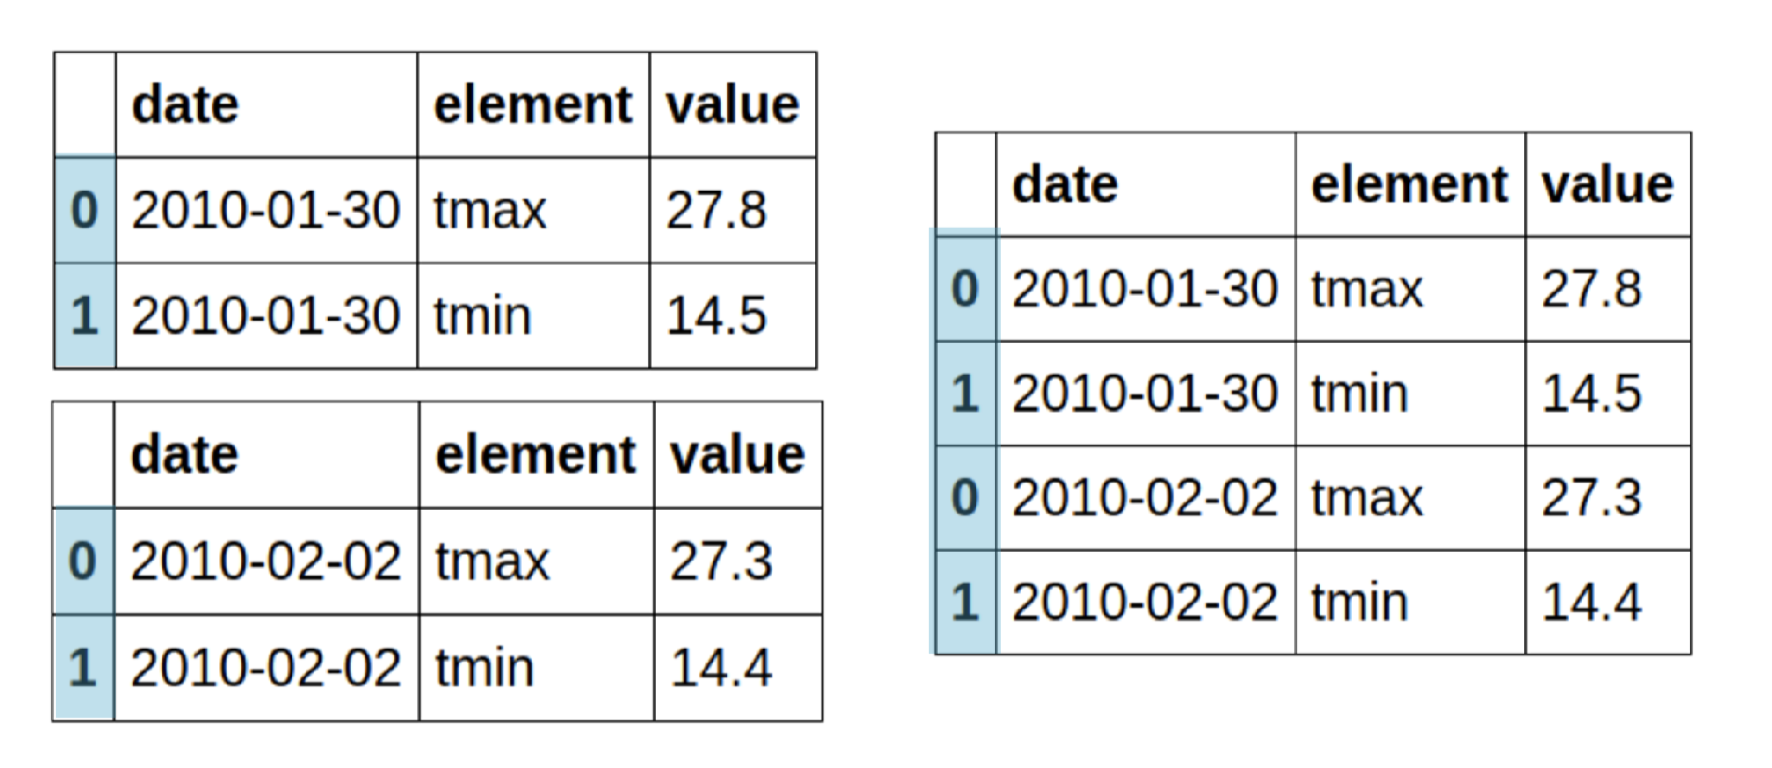 date element value
0 2010-01-30 tmax 27.8
1 2010-01-30 tmin 14.5
date element value
0 2010-02-02 tmax 27.3
1 2010-02-02 tmin 14.4
date element value
0 2010-01-30 tmax 27.8
1 2010-01-30 tmin 14.5
0 2010-02-02 tmax 27.3
1 2010-02-02 tmin 14.4